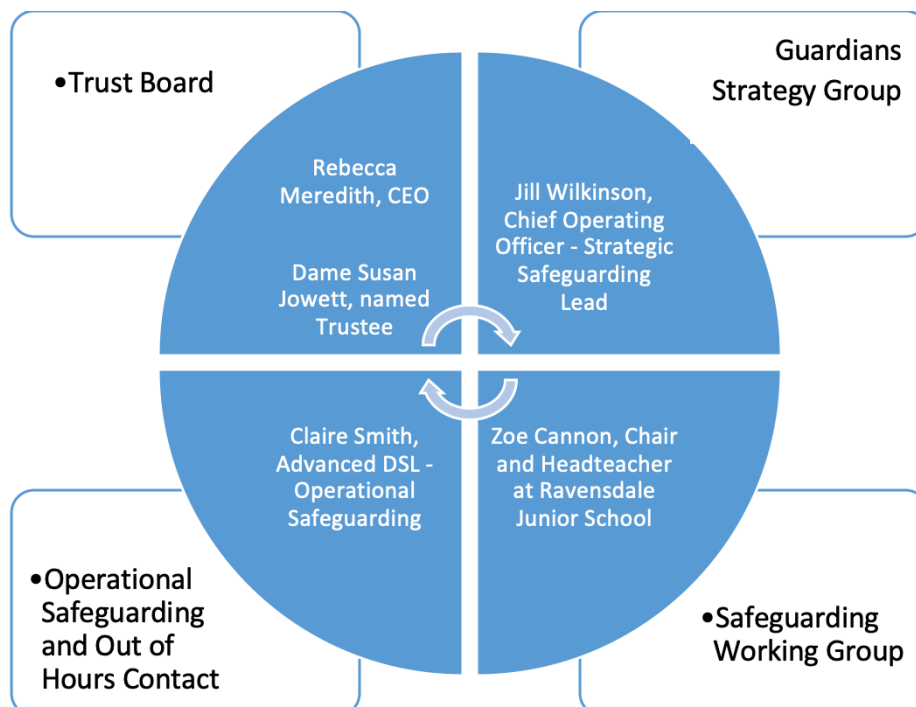 •Trust Board
Guardians
Strategy Group
Rebecca
Meredith, CEO
Dame Susan
Jowett, named
Trustee
Jill Wilkinson,
Chief Operating
Officer - Strategic
Safeguarding
Lead
Claire Smith,
Advanced DSL -
Operational
Safeguarding
Zoe Cannon, Chair
and Headteacher
at Ravensdale
Junior School
•Operational
Safeguarding
and Out of
Hours Contact
•Safeguarding
Working Group